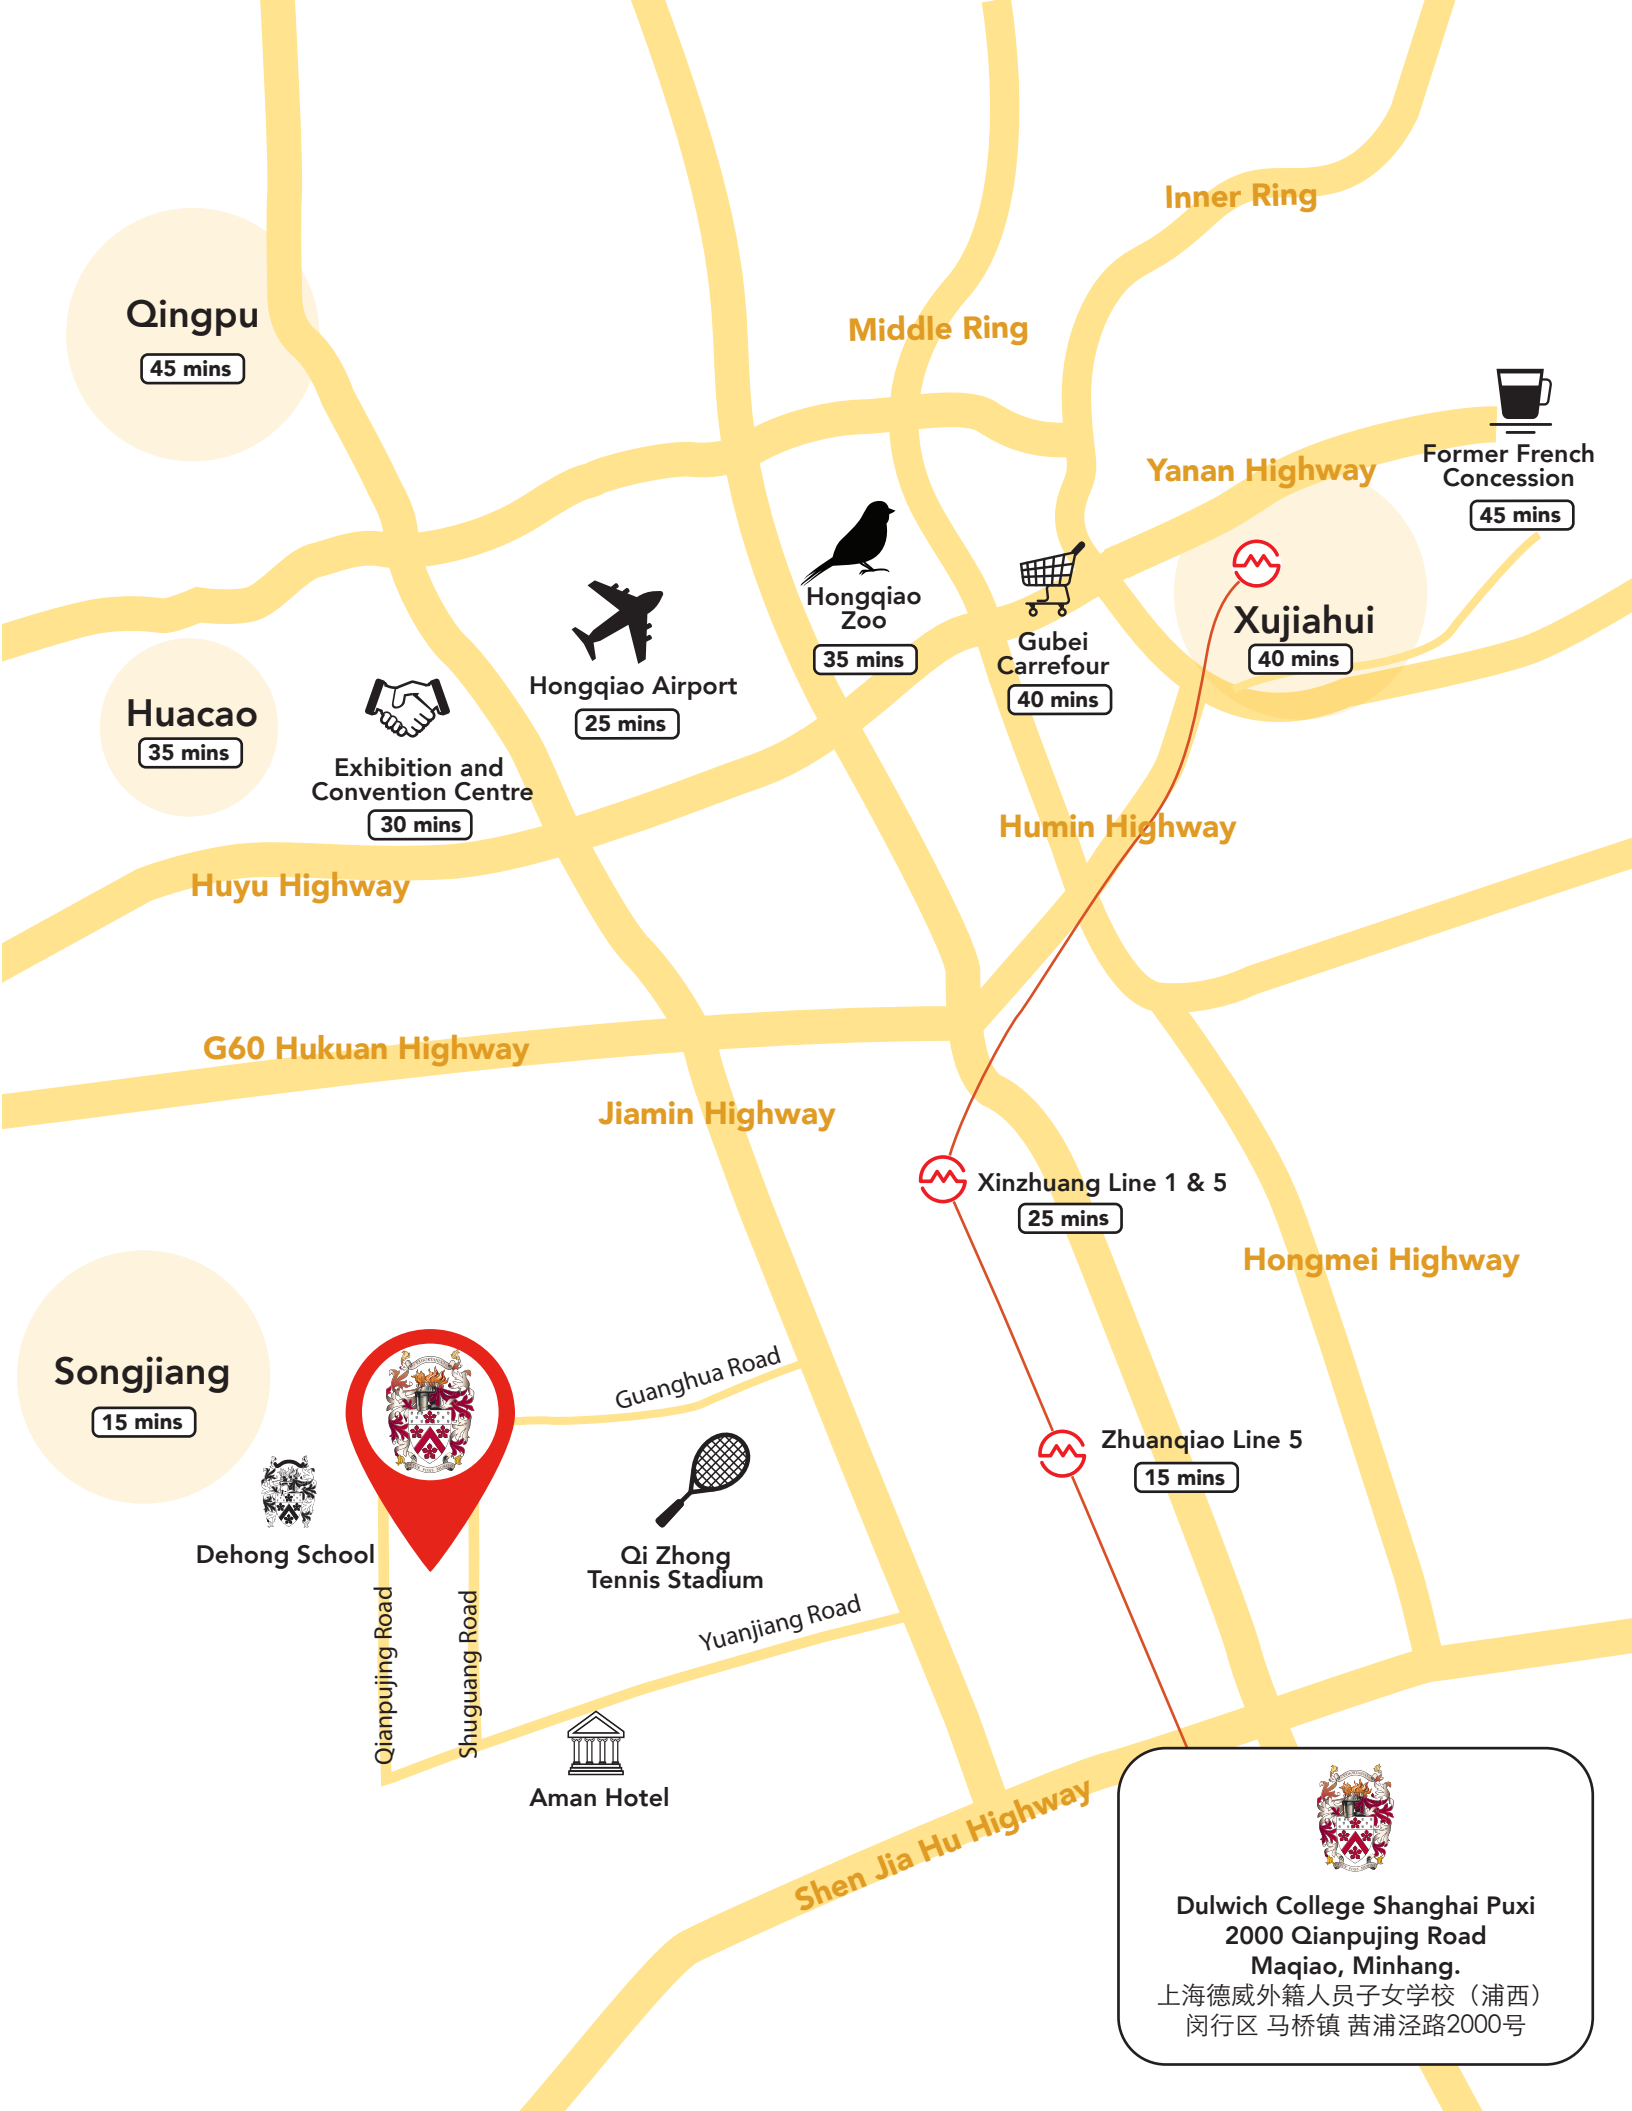 Inner Ring
Qingpu
45 mins
Middle Ring
Yanan Highway
Former French
Concession
45 mins
Hongqiao
Zoo
35 mins
Gubei
Carrefour
40 mins
Xujiahui
40 mins
Hongqiao Airport
25 mins
Huacao
35 mins
Exhibition and
Convention Centre
30 mins
Humin Highway
Huyu Highway
G60 Hukuan Highway
Jiamin Highway
Xinzhuang Line 1 & 5
25 mins
Hongmei Highway
Songjiang
15 mins
Guanghua Road
Zhuanqiao Line 5
15 mins
Dehong School
Qi Zhong
Tennis Stadium
Qianpujing Road
Shuguang Road
Yuanjiang Road
Aman Hotel
Shen Jia Hu Highway
Dulwich College Shanghai Puxi
2000 Qianpujing Road
Maqiao, Minhang.
上海德威外籍人员子女学校（浦西）
闵行区 马桥镇 茜浦泾路2000号